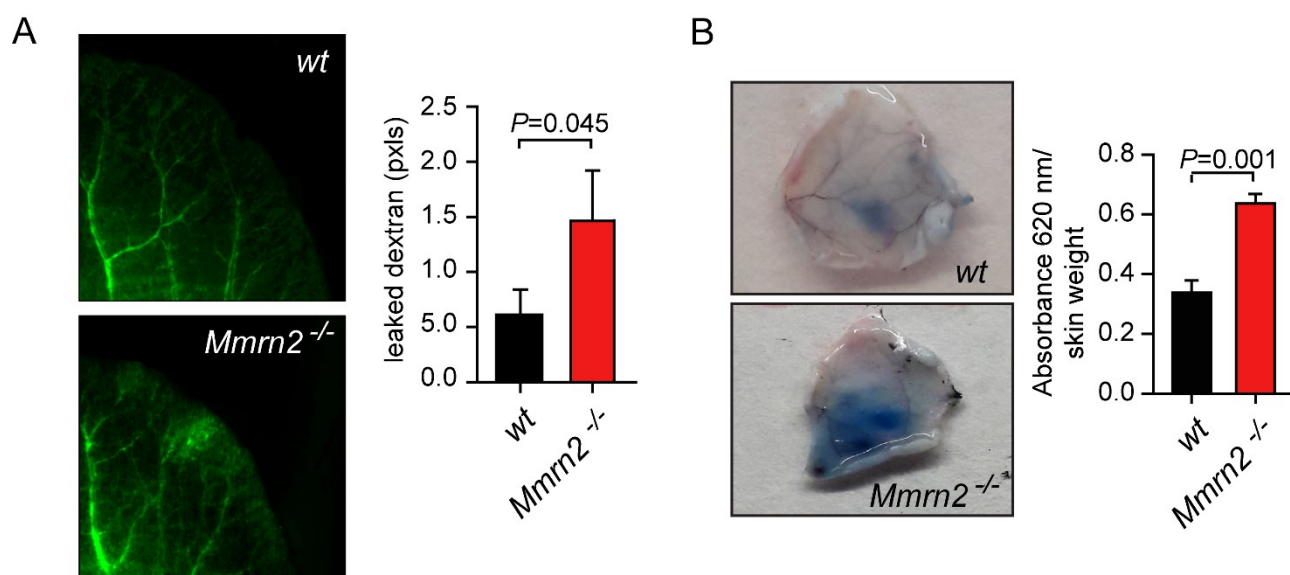 A
wt
Mmrn2 -/-
leaked dextran (pxls)
2.5
2.0
1.5
1.0
5.0
0.0
P=0.045
wt
Mmrn2 -/-
B
wt
Mmrn2 -/-
Absorbance 620 nm/
skin weight
0.8
0.6
0.4
0.2
0.0
P=0.001
wt
Mmrn2 -/-